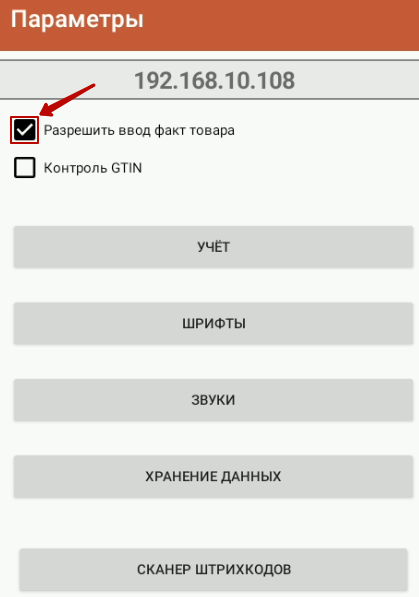 Параметры
192.168.10.108
Разрешить ввод факт товара
Контроль GTIN
УЧЁТ
ШРИФТЫ
ЗВУКИ
ХРАНЕНИЕ ДАННЫХ
СКАНЕР ШТРИХКОДОВ